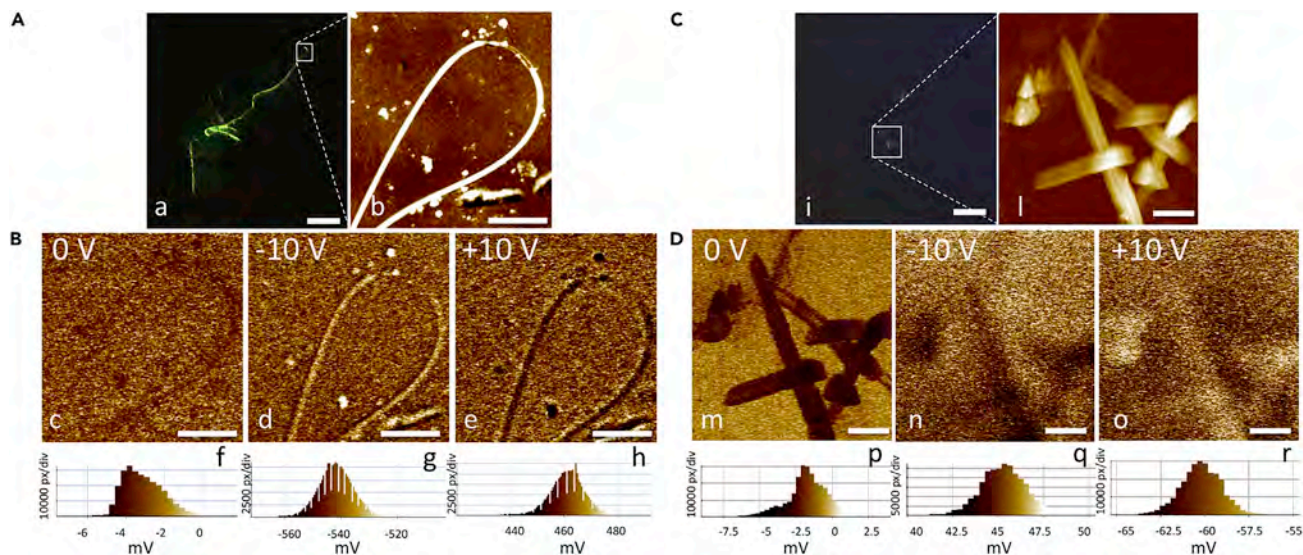 A
C
a
b
i
l
B
0 V
-10 V
+10 V
D
0 V
-10 V
+10 V
c
d
e
m
n
o
10000 px/div
f
2500 px/div
g
2500 px/div
h
10000 px/div
p
5000 px/div
q
10000 px/div
r
-6 -4 -2 0
-560 -540 -520
440 460 480
-7.5 -5 -2.5 0 2.5
40 42.5 45 47.5 50
-65 -62.5 -60 -57.5 -55
mV
mV
mV
mV
mV
mV